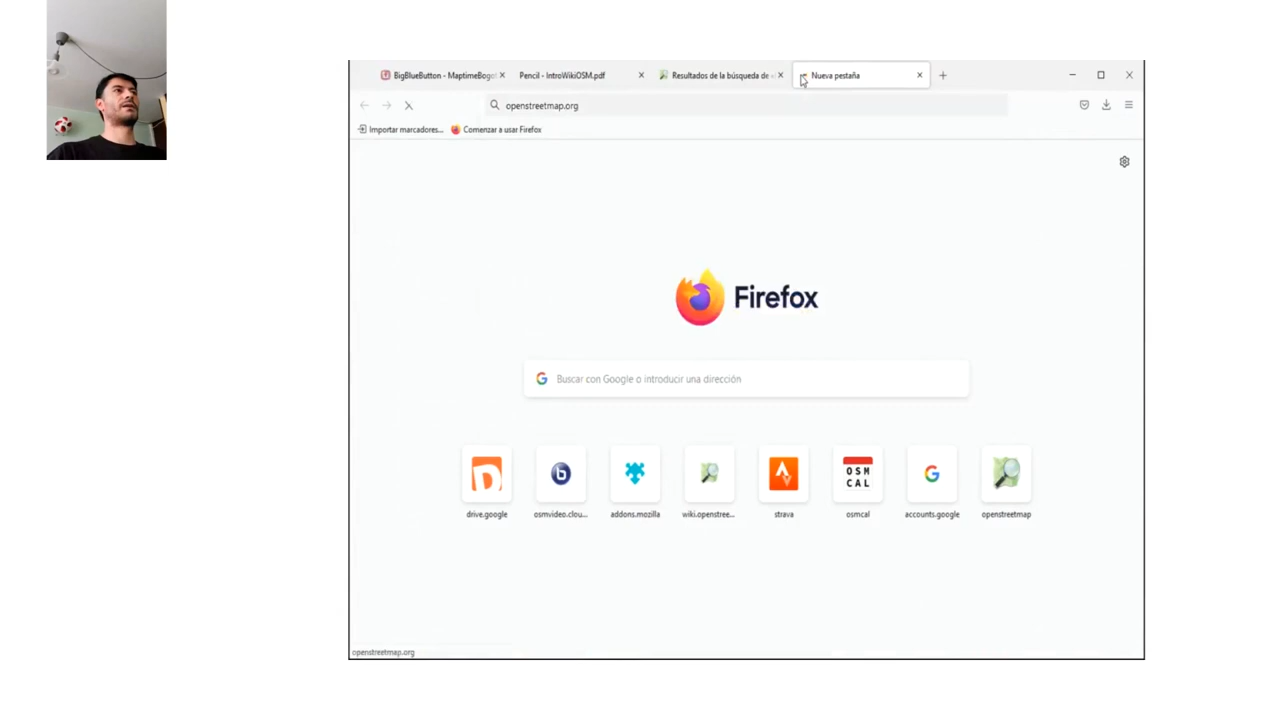 BigBlueButton - MaptimeBogot
Pencil - IntroWikiOSM.pdf
Resultados de la búsqueda de «
Nueva pestaña
openstreetmap.org
Importar marcadores...
Comenzar a usar Firefox
Firefox
Buscar con Google o introducir una dirección
OSM
CAL
drive.google
osmvideo.clou...
addons.mozilla
wiki.openstree...
strava
osmcal
accounts.google
openstreetmap
openstreetmap.org